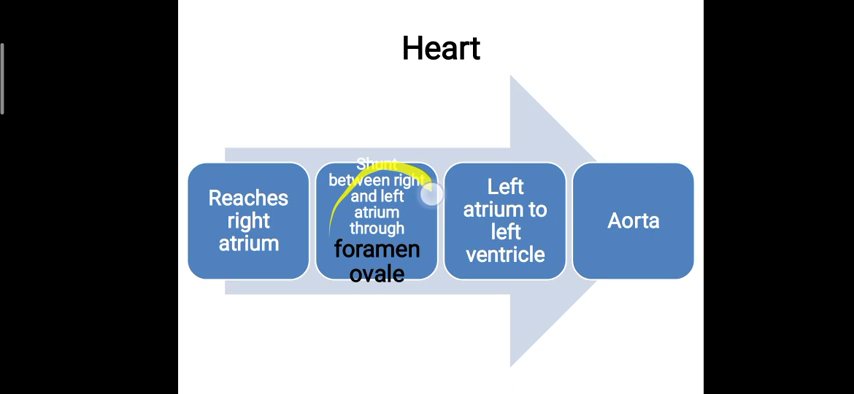 Heart
Reaches
right
atrium
Shunt
between right
and left
atrium
through
foramen
ovale
Left
atrium to
left
ventricle
Aorta